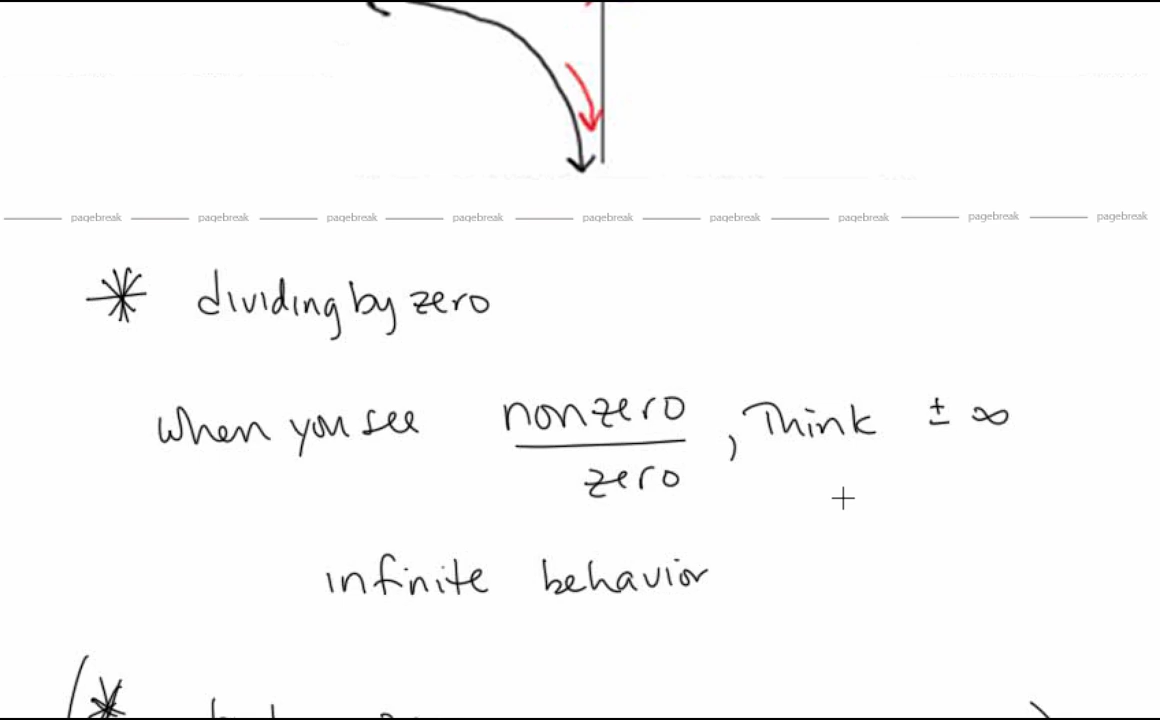 pagebreak pagebreak pagebreak pagebreak pagebreak pagebreak pagebreak pagebreak pagebreak
* dividing by zero
when you see nonzero/zero, Think ± ∞
infinite behavior
(*